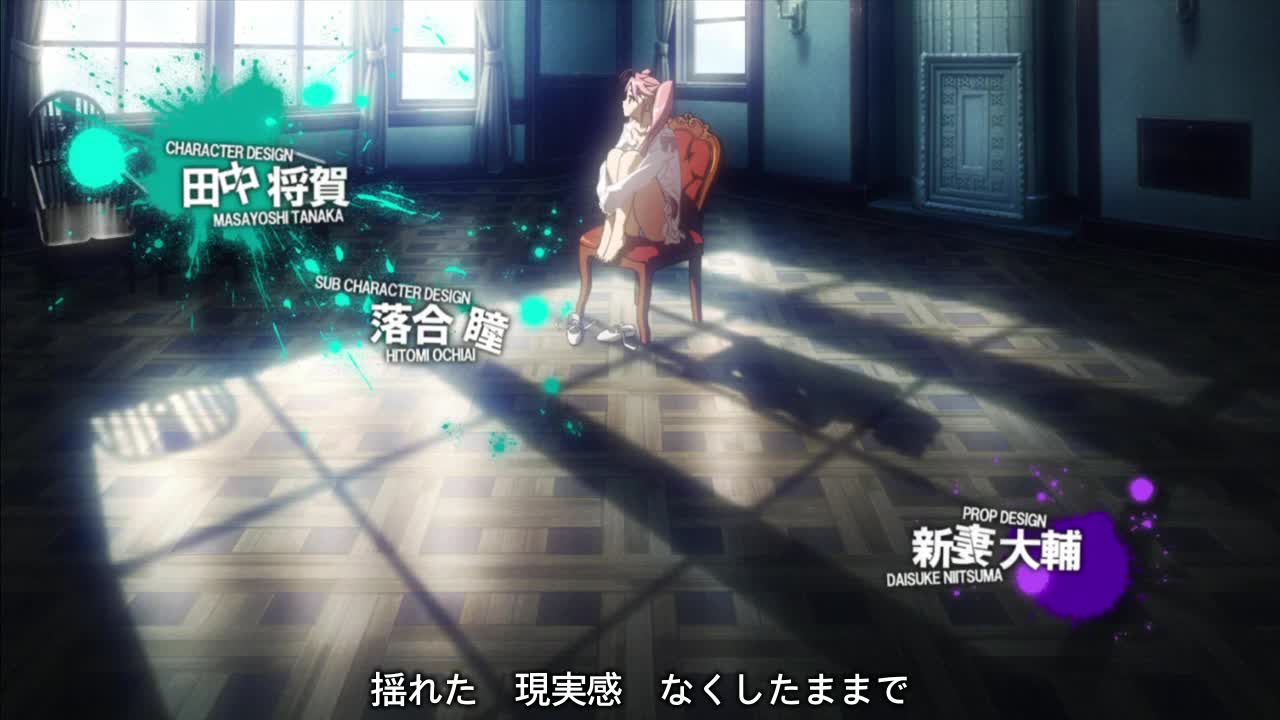 CHARACTER DESIGN
田中 将賀
MASAYOSHI TANAKA
SUB CHARACTER DESIGN
落合 瞳
HITOMI OCHIAI
PROP DESIGN
新妻 大輔
DAISUKE NIITSUMA
揺れた　現実感　なくしたままで